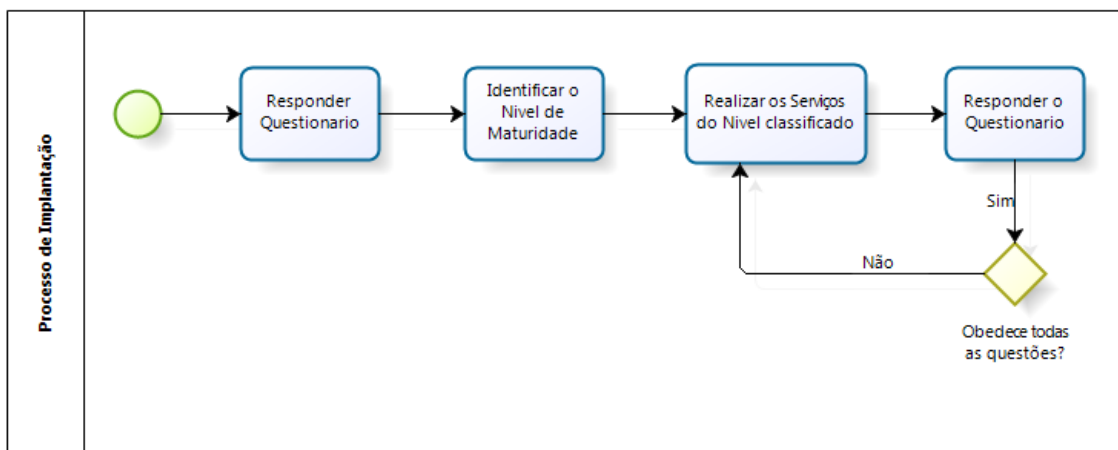 Processo de Implantação
Responder
Questionario
Identificar o
Nivel de
Maturidade
Realizar os Serviços
do Nivel classificado
Responder o
Questionario
Sim
Não
Obedece todas
as questões?